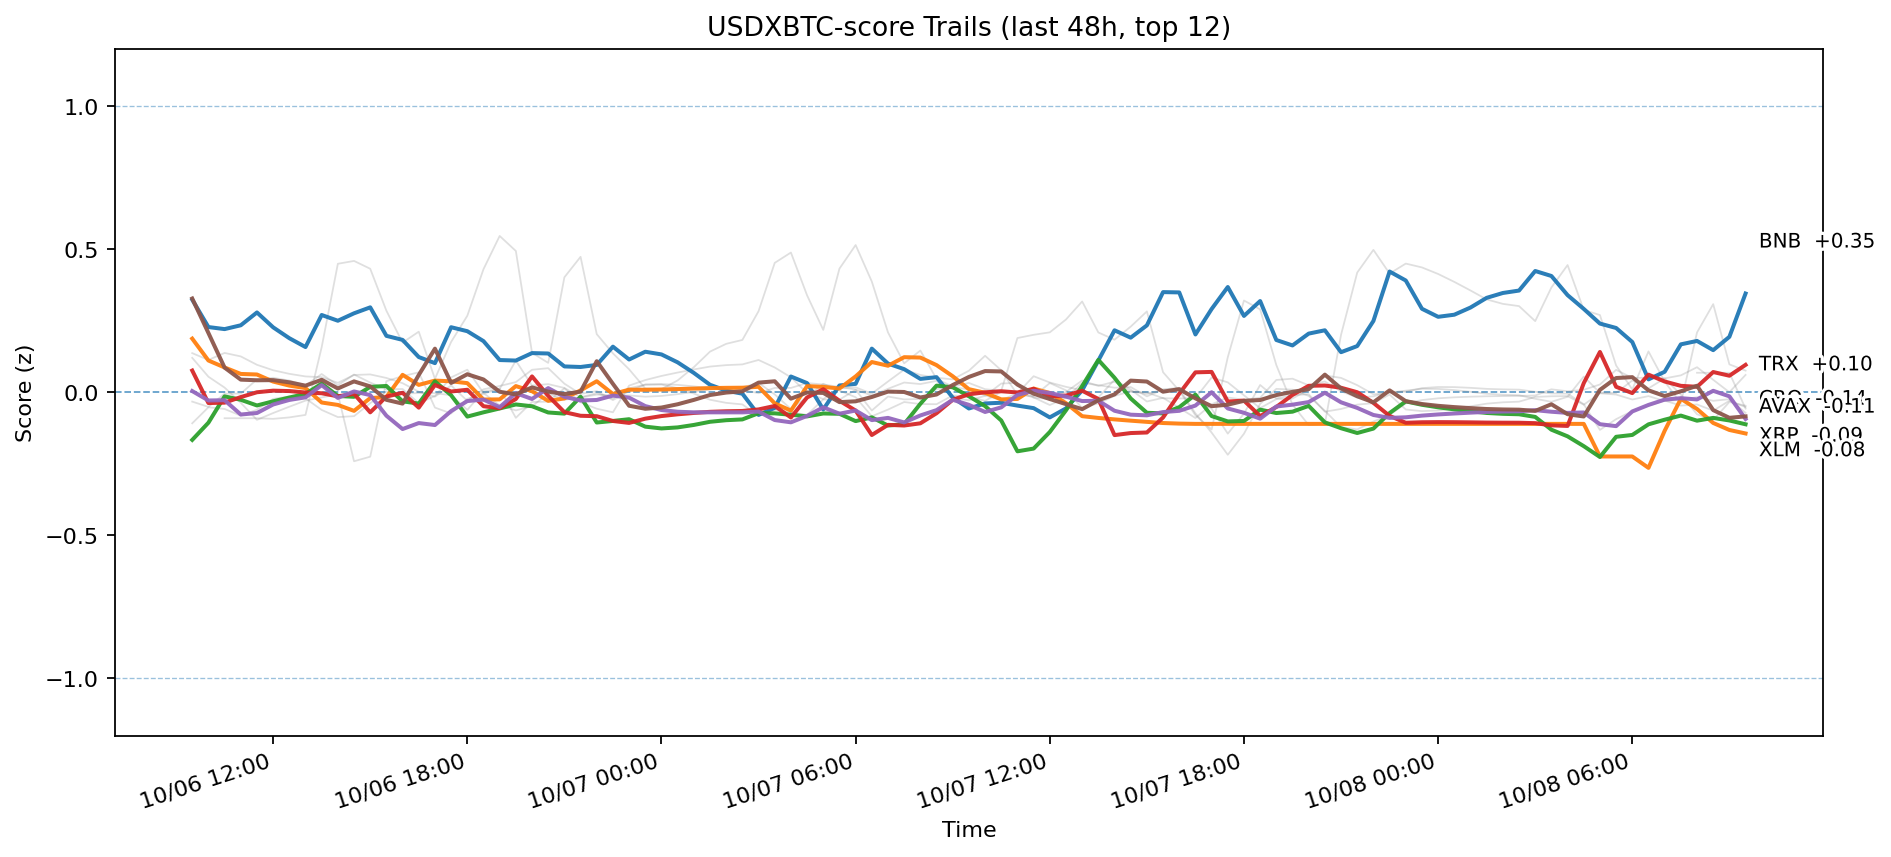 USDXBTC-score Trails (last 48h, top 12)
Score (z)
1.0
0.5
0.0
−0.5
−1.0
BNB +0.35
TRX +0.10
AVAX -0.11
XRP -0.09
XLM -0.08
10/06 12:00
10/06 18:00
10/07 00:00
10/07 06:00
10/07 12:00
10/07 18:00
10/08 00:00
10/08 06:00
Time